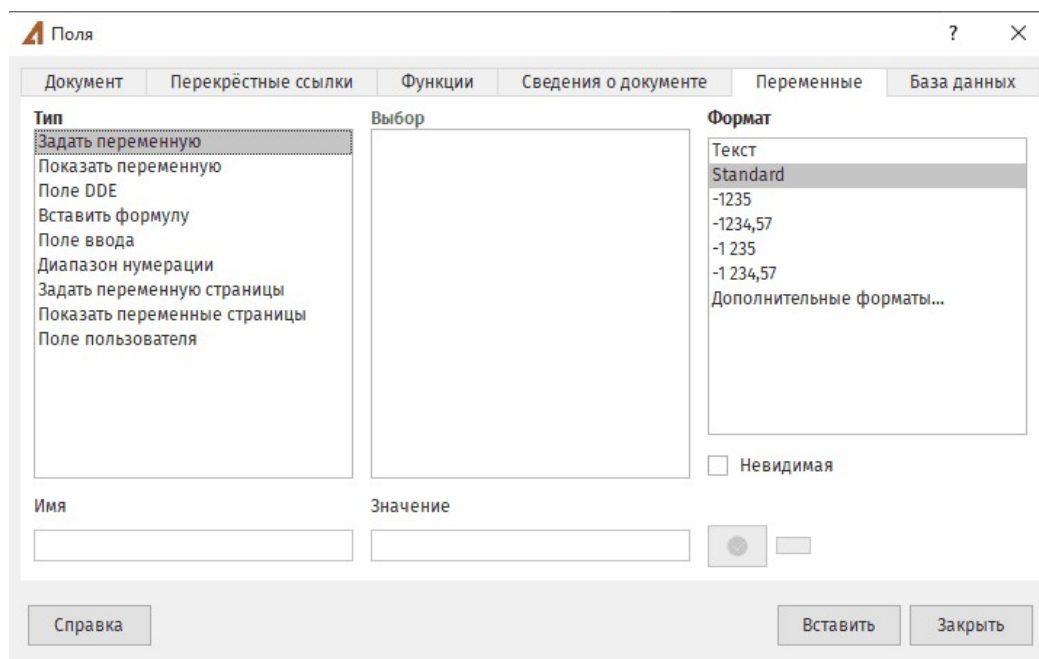 Поля ?
Документ Перекрёстные ссылки Функции Сведения о документе Переменные База данных
Тип
Задать переменную
Показать переменную
Поле DDE
Вставить формулу
Поле ввода
Диапазон нумерации
Задать переменную страницы
Показать переменные страницы
Поле пользователя
Выбор
Формат
Текст
Standard
-1235
-1234,57
-1 235
-1 234,57
Дополнительные форматы...
Невидимая
Имя
Значение
Справка
Вставить
Закрыть